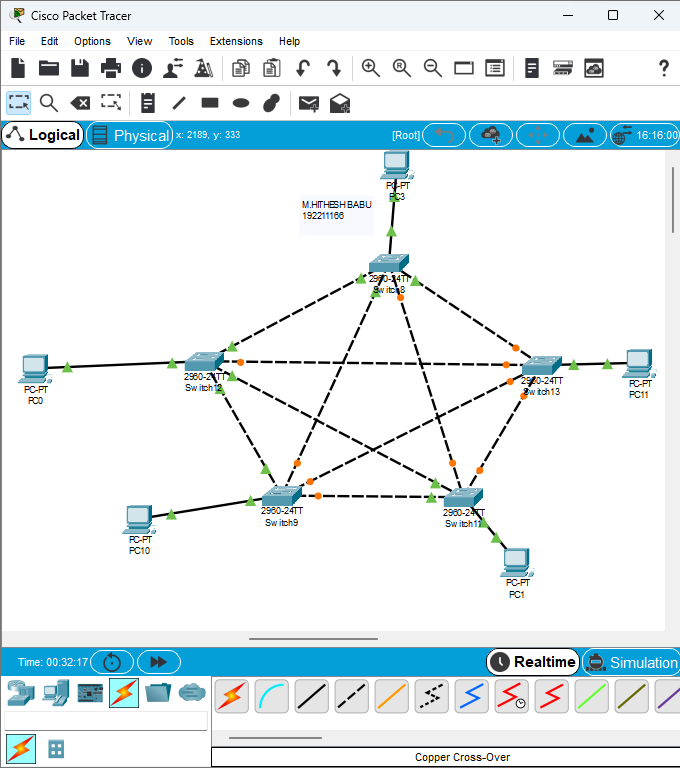 Cisco Packet Tracer
File Edit Options View Tools Extensions Help
Logical Physical x: 2189, y: 333 [Root] 16:16:00
PC-PT
PC3
M.HITHESH BABU
192211166
2960-24TT
Switch8
2960-24TT
2960-24TT
Switch13
PC-PT
PC0
PC-PT
PC11
2960-24TT
Switch9
2960-24TT
PC-PT
PC10
PC-PT
PC1
Time: 00:32:17 Realtime Simulation
Copper Cross-Over